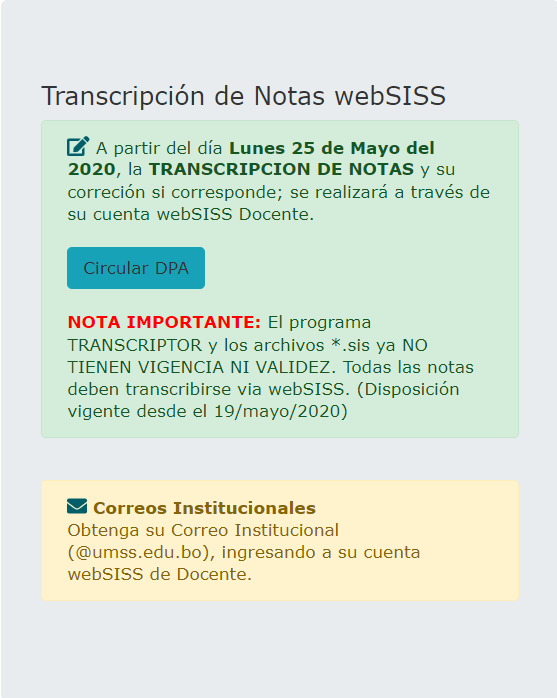 Transcripción de Notas webSISS
A partir del día Lunes 25 de Mayo del
2020, la TRANSCRIPCION DE NOTAS y su
correción si corresponde; se realizará a través de
su cuenta webSISS Docente.
Circular DPA
NOTA IMPORTANTE: El programa
TRANSCRIPTOR y los archivos *.sis ya NO
TIENEN VIGENCIA NI VALIDEZ. Todas las notas
deben transcribirse via webSISS. (Disposición
vigente desde el 19/mayo/2020)
Correos Institucionales
Obtenga su Correo Institucional
(@umss.edu.bo), ingresando a su cuenta
webSISS de Docente.